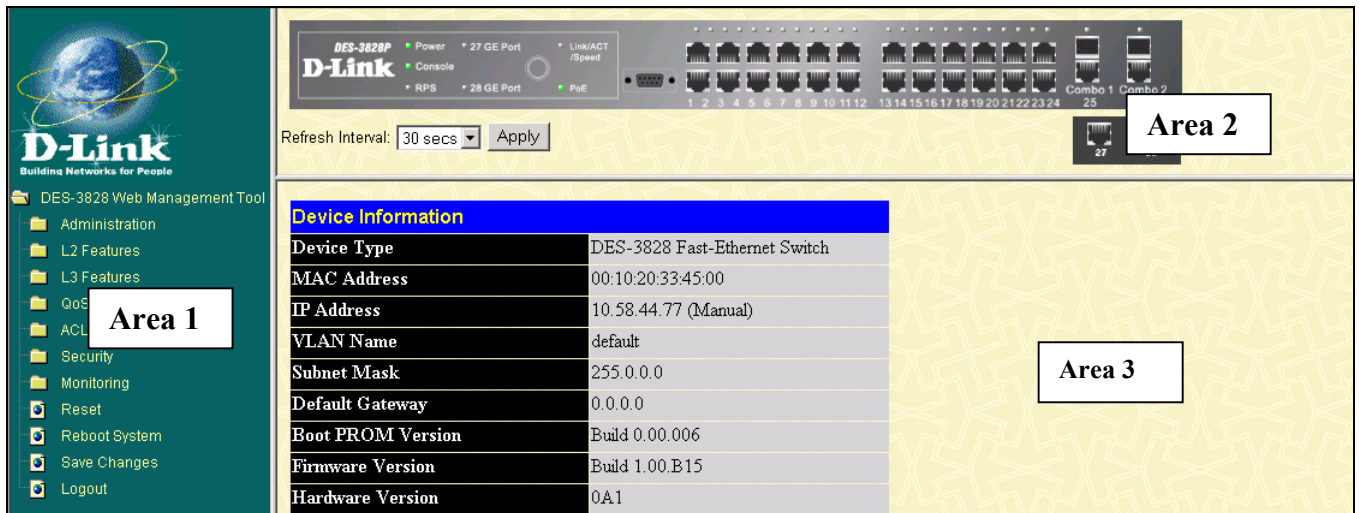 D-Link
Building Networks for People
DES-3828 Web Management Tool
Administration
L2 Features
L3 Features
QoS
ACL
Security
Monitoring
Reset
Reboot System
Save Changes
Logout
Area 1
DES-3828P
D-Link
Power
27 GE Port
Link/ACT
/Speed
Console
RPS
28 GE Port
PoE
1 2 3 4 5 6 7 8 9 10 11 12 13 14 15 16 17 18 19 20 21 22 23 24
Combo 1 Combo 2
25
27
Area 2
Refresh Interval: 30 secs Apply
Device Information
Device Type DES-3828 Fast-Ethernet Switch
MAC Address 00:10:20:33:45:00
IP Address 10.58.44.77 (Manual)
VLAN Name default
Subnet Mask 255.0.0.0
Default Gateway 0.0.0.0
Boot PROM Version Build 0.00.006
Firmware Version Build 1.00.B15
Hardware Version 0A1
Area 3